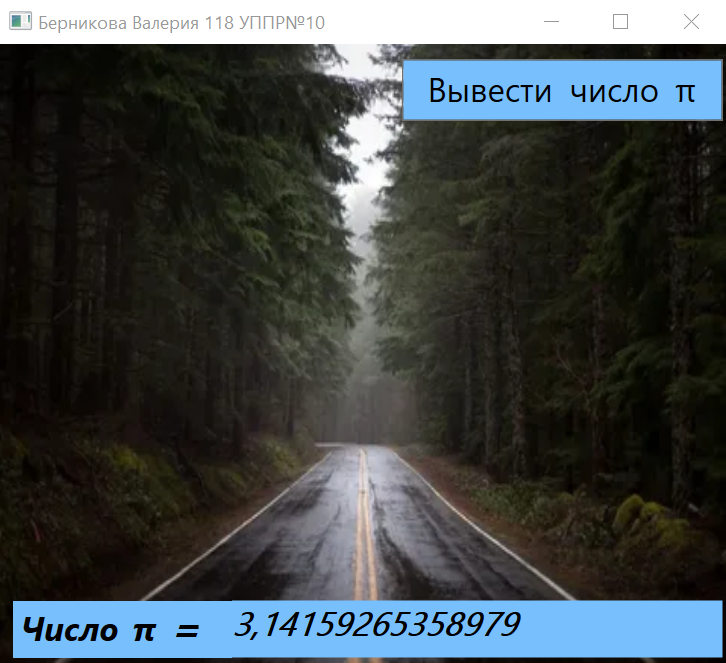 Берникова Валерия 118 УППР№10
Вывести число π
Число π = 3,14159265358979